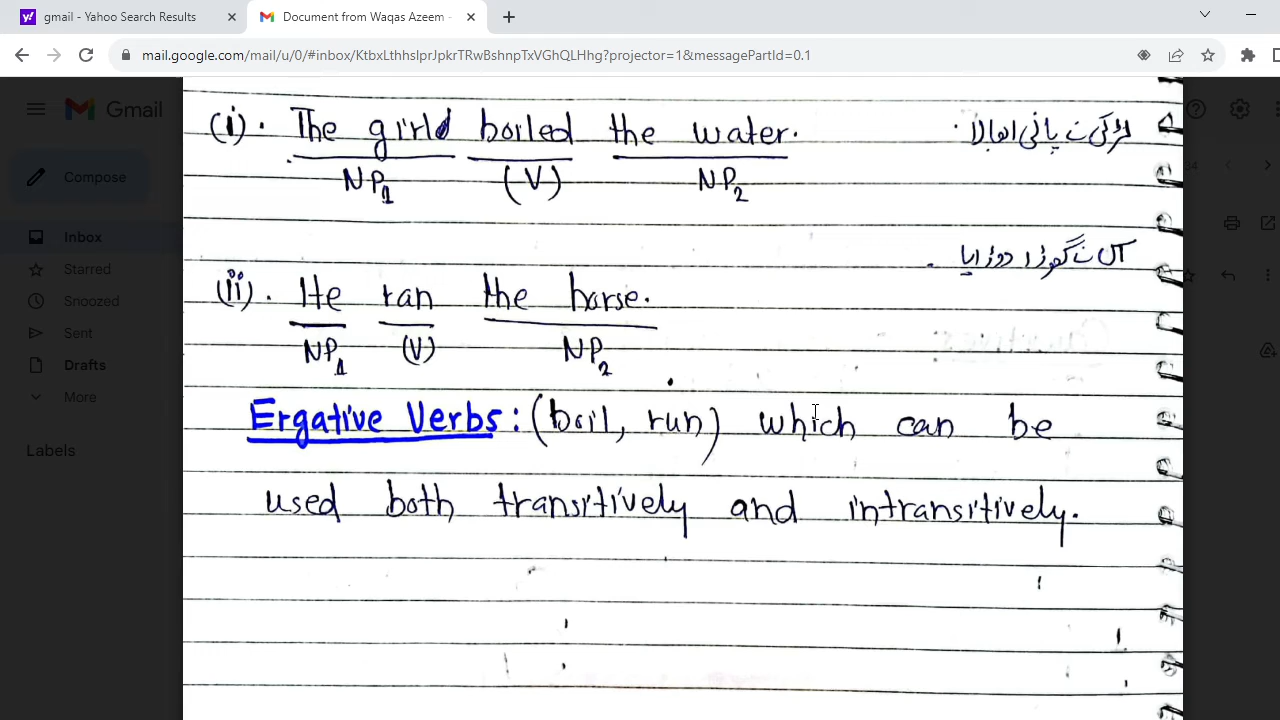 gmail - Yahoo Search Results
Document from Waqas Azeem -
mail.google.com/mail/u/0/#inbox/KtbxLthhsIprJpkrTRwBshnpTxVGhQLHhg?projector=1&messagePartId=0.1
Gmail
(i). The girld boiled the water. لڑکی نے پانی ابالا
NP1 (V) NP2
اس نے گھوڑا دوڑایا
(ii). He ran the horse.
NP1 (V) NP2
Compose
Inbox
Starred
Snoozed
Sent
Drafts
More
Labels
Ergative Verbs: (boil, run) which can be
used both transitively and intransitively.